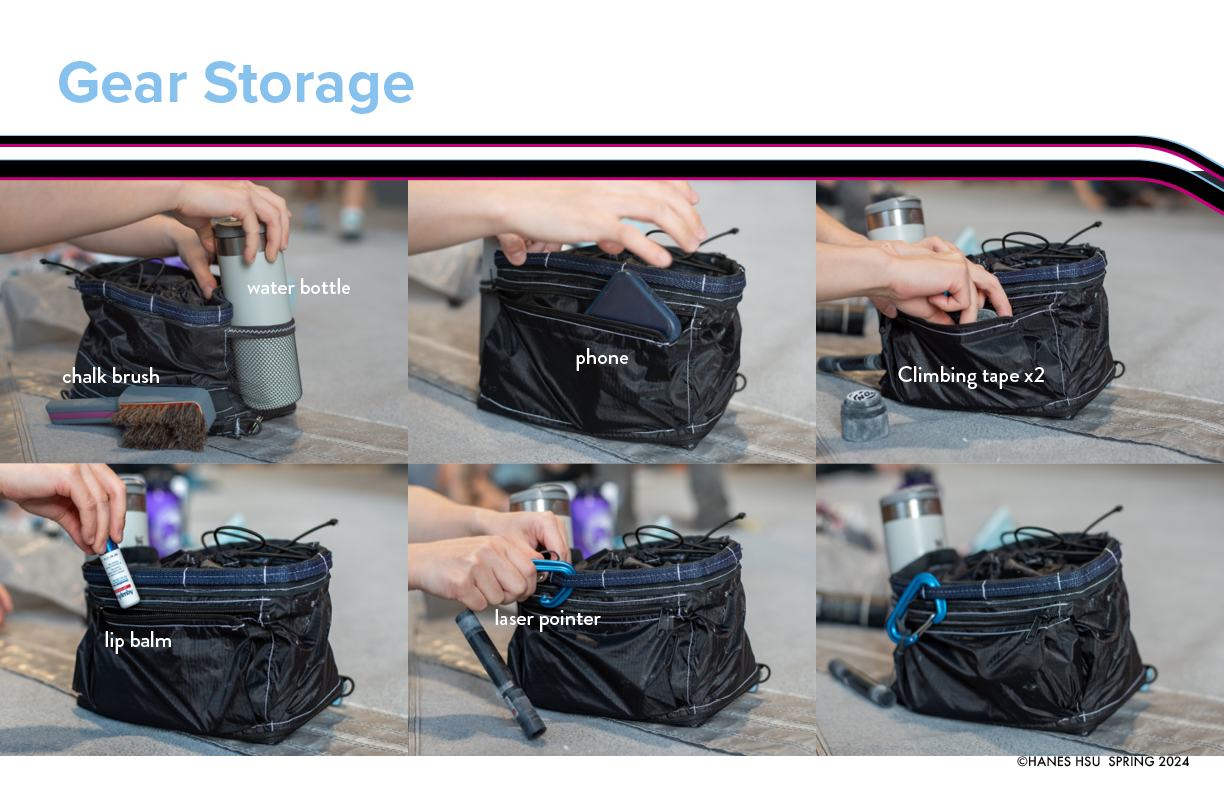 Gear Storage
water bottle
chalk brush
phone
Climbing tape x2
lip balm
laser pointer
©HANES HSU SPRING 2024